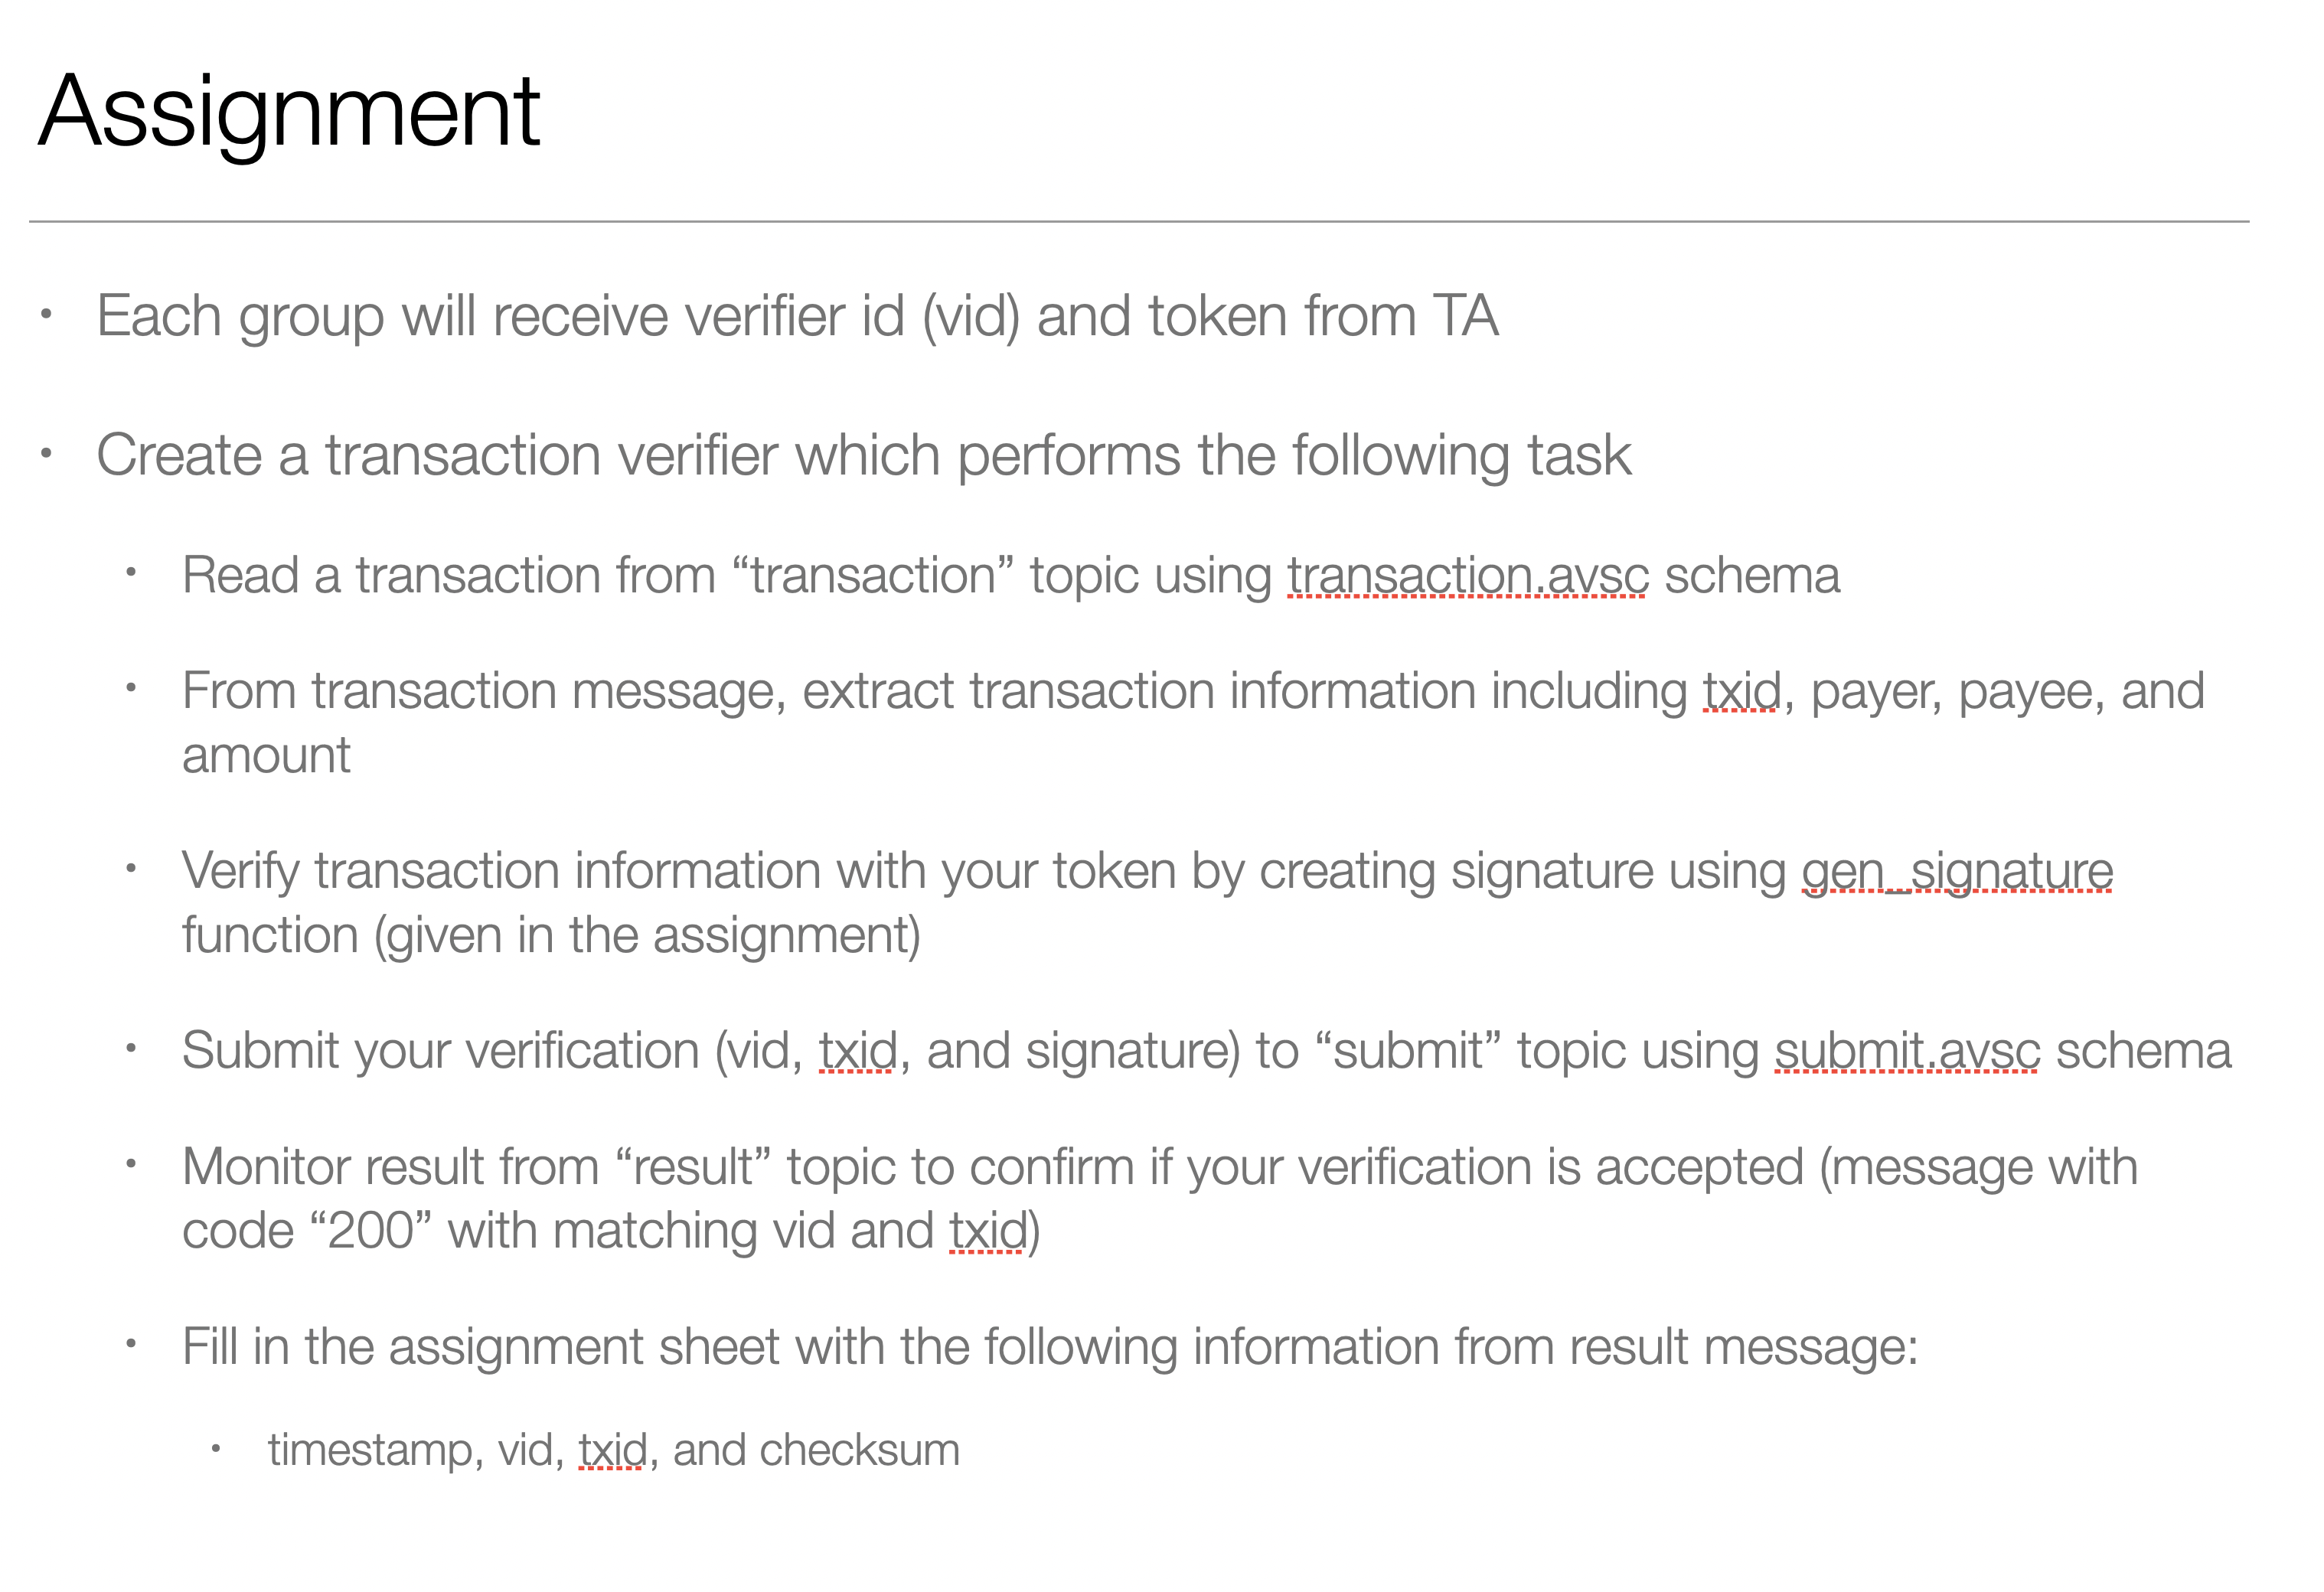 Assignment
• Each group will receive verifier id (vid) and token from TA
• Create a transaction verifier which performs the following task
• Read a transaction from “transaction” topic using transaction.avsc schema
• From transaction message, extract transaction information including txid, payer, payee, and
amount
• Verify transaction information with your token by creating signature using gen_signature
function (given in the assignment)
• Submit your verification (vid, txid, and signature) to “submit” topic using submit.avsc schema
• Monitor result from “result” topic to confirm if your verification is accepted (message with
code “200” with matching vid and txid)
• Fill in the assignment sheet with the following information from result message:
• timestamp, vid, txid, and checksum